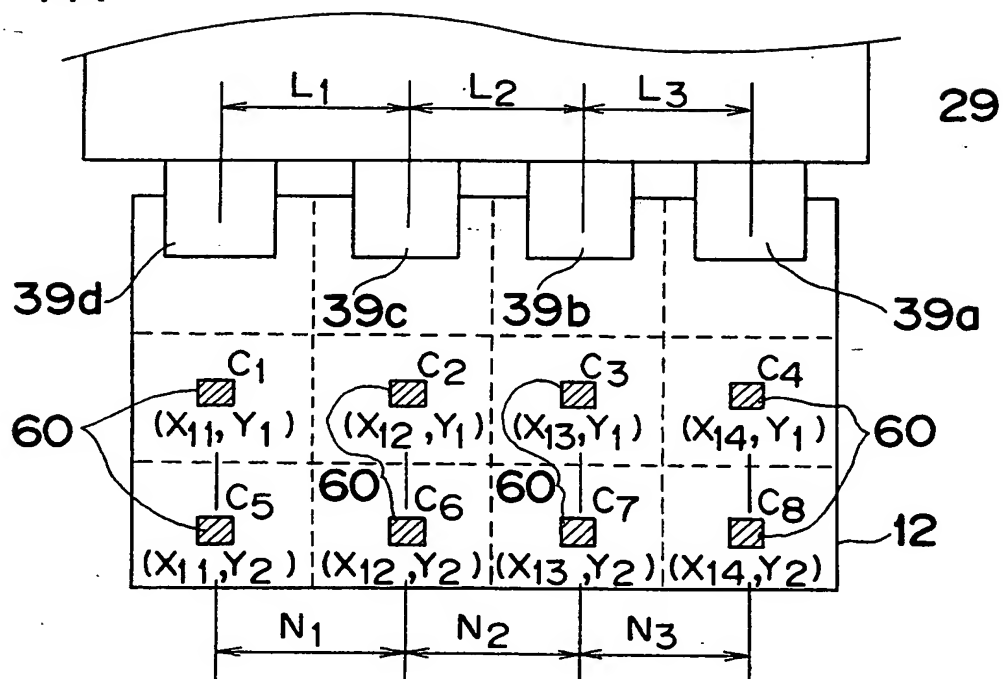 L1 L2 L3
29
39d 39c 39b 39a
C1 C2 C3 C4
60 (X11, Y1) (X12, Y1) (X13, Y1) (X14, Y1) 60
60 60
C5 C6 C7 C8
12
(X11, Y2) (X12, Y2) (X13, Y2) (X14, Y2)
N1 N2 N3